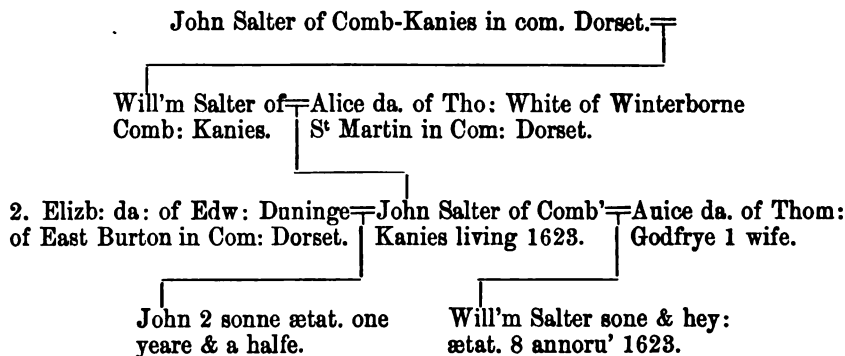 John Salter of Comb-Kanies in com. Dorset.
Will'm Salter of
Comb: Kanies.
Alice da. of Tho: White of Winterborne
Sᵗ Martin in Com: Dorset.
2. Elizb: da: of Edw: Duninge
of East Burton in Com: Dorset.
John Salter of Comb'
Kanies living 1623.
Auice da. of Thom:
Godfrye 1 wife.
John 2 sonne ætat. one
yeare & a halfe.
Will'm Salter sone & hey:
ætat. 8 annoru' 1623.